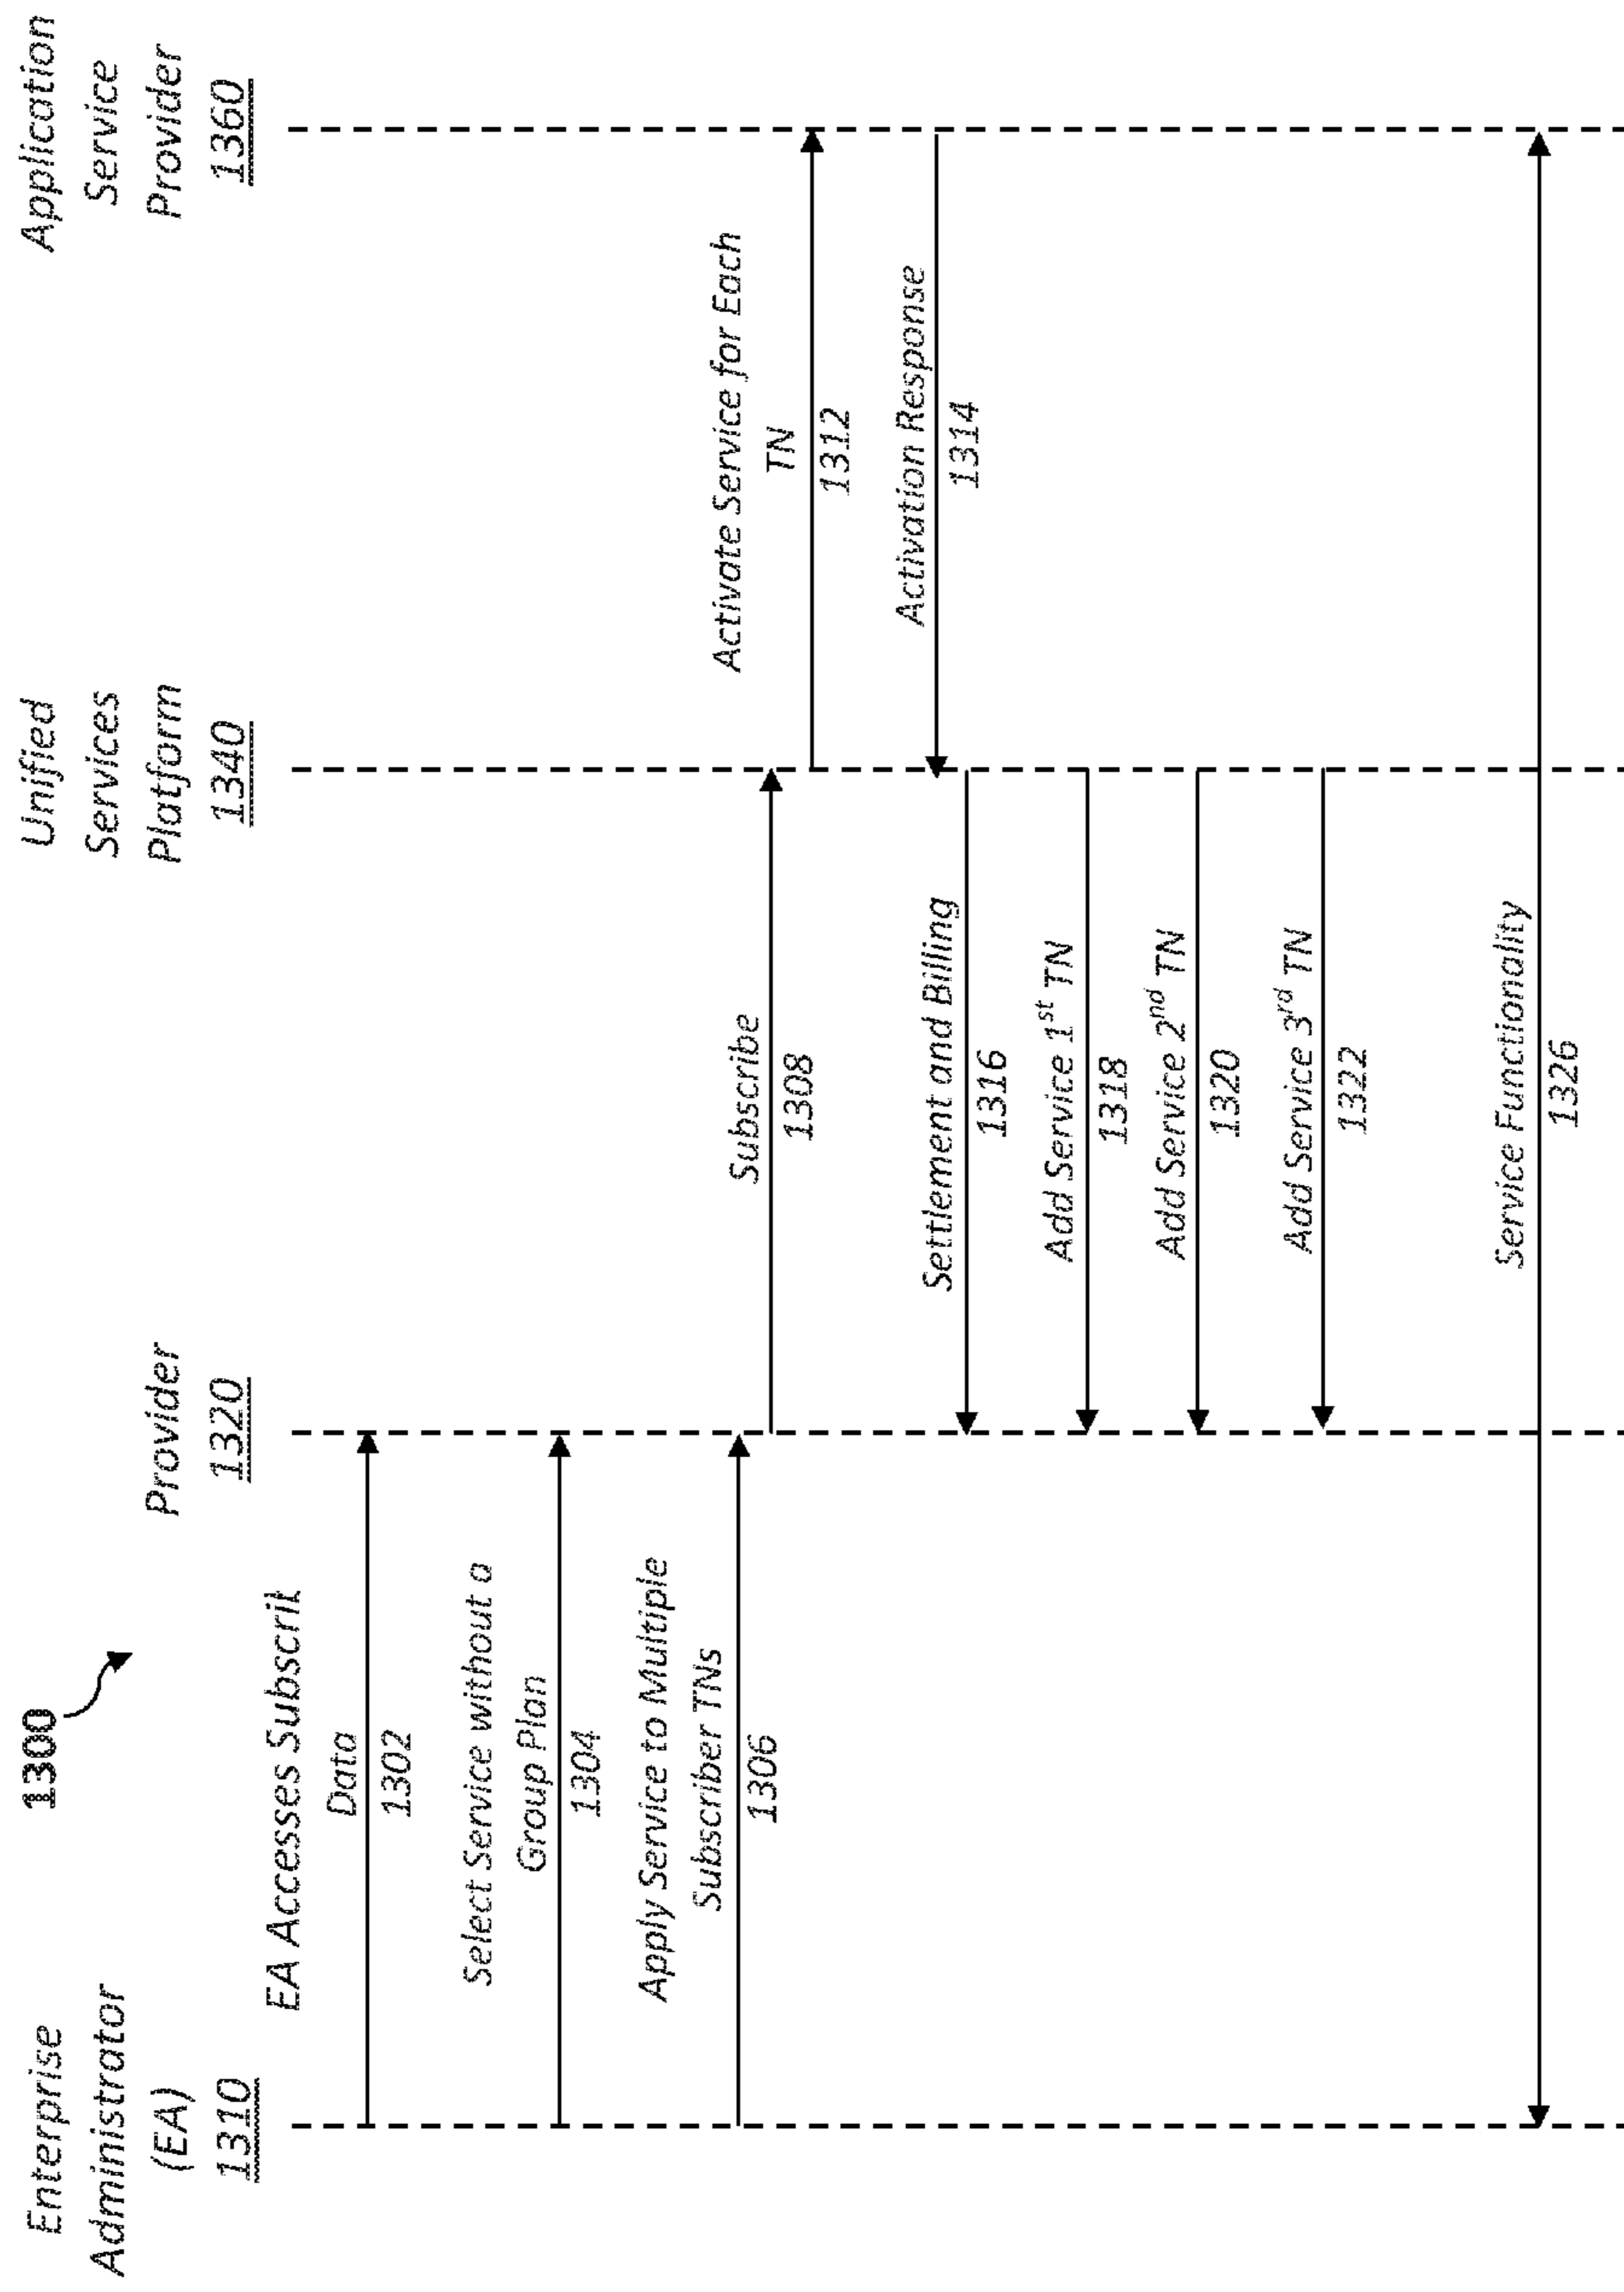 1300
Enterprise
Administrator
(EA)
1310
Provider
1320
Unified
Services
Platform
1340
Application
Service
Provider
1360
EA Accesses Subscrib
Data
1302
Select Service without a
Group Plan
1304
Apply Service to Multiple
Subscriber TNs
1306
Subscribe
1308
Activate Service for Each
TN
1312
Activation Response
1314
Settlement and Billing
1316
Add Service 1st TN
1318
Add Service 2nd TN
1320
Add Service 3rd TN
1322
Service Functionality
1326